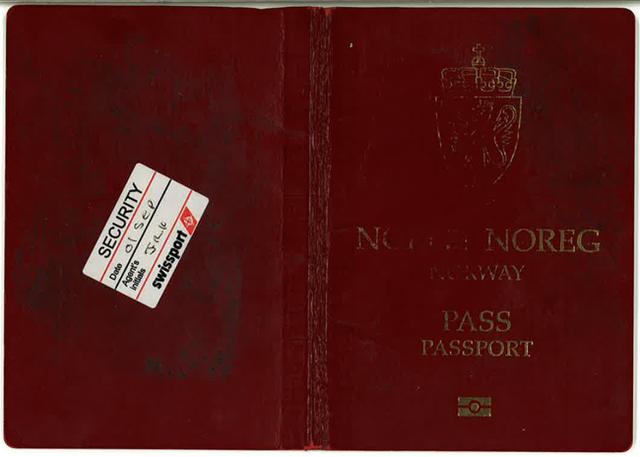 SECURITY
Date 01 SEP
Agent's
initials
swissport
NORGE NOREG
NORWAY
PASS
PASSPORT